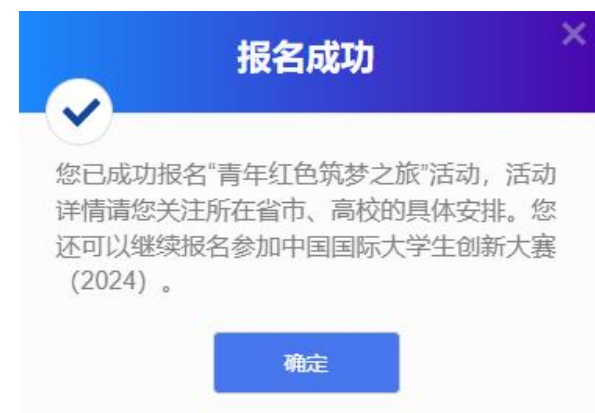 报名成功
您已成功报名“青年红色筑梦之旅”活动，活动
详情请您关注所在省市、高校的具体安排。您
还可以继续报名参加中国国际大学生创新大赛
（2024）。
确定